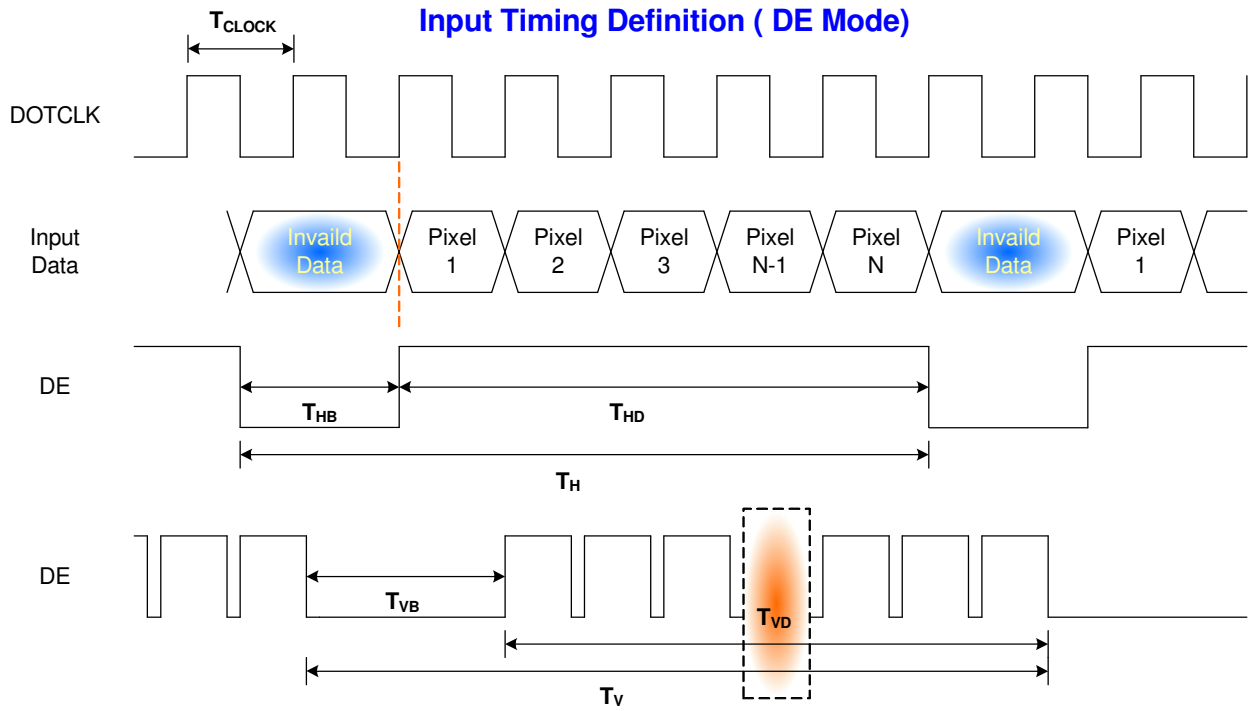 Input Timing Definition ( DE Mode)
TCLOCK
DOTCLK
Input
Data
Invaild
Data
Pixel
1
Pixel
2
Pixel
3
Pixel
N-1
Pixel
N
Invaild
Data
Pixel
1
DE
THB
THD
TH
DE
TVB
TVD
TV